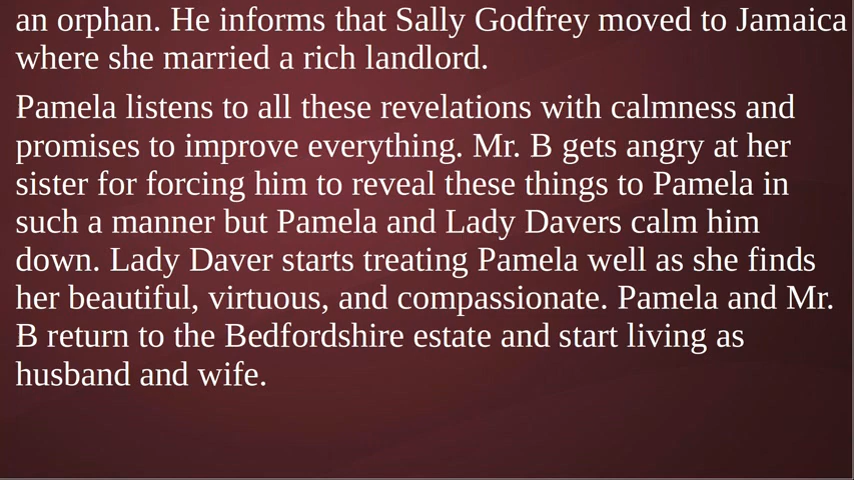 an orphan. He informs that Sally Godfrey moved to Jamaica
where she married a rich landlord.
Pamela listens to all these revelations with calmness and
promises to improve everything. Mr. B gets angry at her
sister for forcing him to reveal these things to Pamela in
such a manner but Pamela and Lady Davers calm him
down. Lady Daver starts treating Pamela well as she finds
her beautiful, virtuous, and compassionate. Pamela and Mr.
B return to the Bedfordshire estate and start living as
husband and wife.